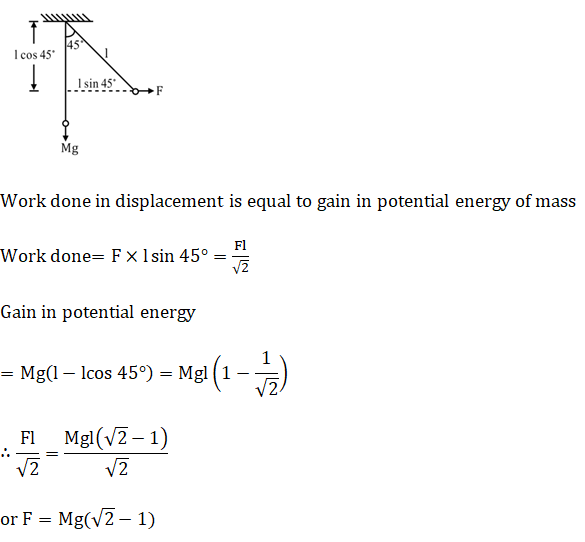 45°
l
l cos 45°
l sin 45°
F
Mg
Work done in displacement is equal to gain in potential energy of mass
Work done= F × l sin 45° = Fl/√2
Gain in potential energy
= Mg(l − lcos 45°) = Mgl(1 − 1/√2)
∴ Fl/√2 = Mgl(√2 − 1)/√2
or F = Mg(√2 − 1)